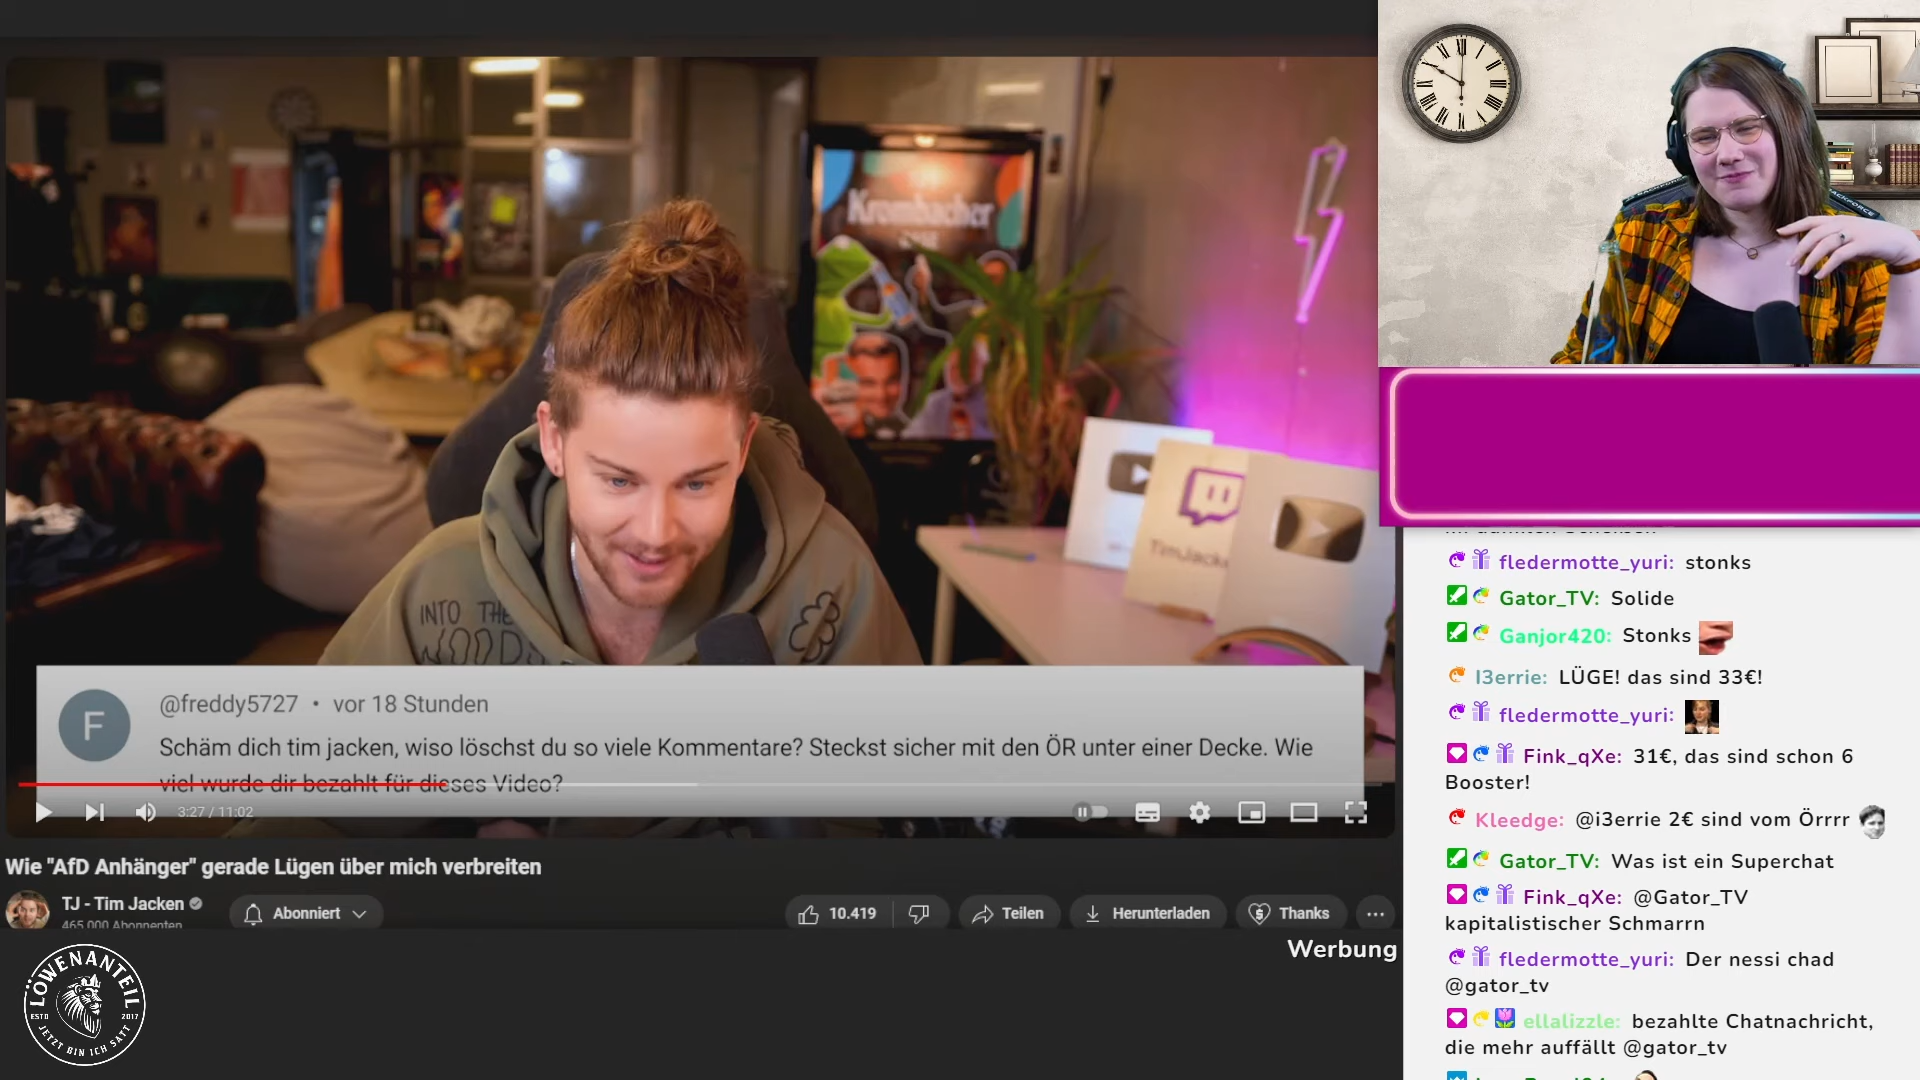 Krombacher
INTO THE
WOODS
TimJacke
@freddy5727 • vor 18 Stunden
F
Schäm dich tim jacken, wiso löschst du so viele Kommentare? Steckst sicher mit den ÖR unter einer Decke. Wie
viel wurde dir bezahlt für dieses Video?
3:27 / 11:02
Wie "AfD Anhänger" gerade Lügen über mich verbreiten
TJ - Tim Jacken
465.000 Abonnenten
Abonniert
10.419
Teilen
Herunterladen
Thanks
Werbung
LÖWENANTEIL
ESTD 2017
JETZT BIN ICH SATT
fledermotte_yuri: stonks
Gator_TV: Solide
Ganjor420: Stonks
I3errie: LÜGE! das sind 33€!
fledermotte_yuri:
Fink_qXe: 31€, das sind schon 6
Booster!
Kleedge: @i3errie 2€ sind vom Örrrr
Gator_TV: Was ist ein Superchat
Fink_qXe: @Gator_TV
kapitalistischer Schmarrn
fledermotte_yuri: Der nessi chad
@gator_tv
ellalizzle: bezahlte Chatnachricht,
die mehr auffällt @gator_tv